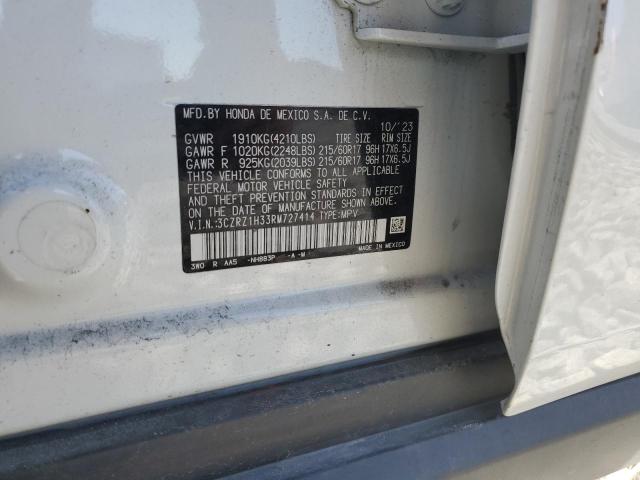 MFD.BY HONDA DE MEXICO S.A. DE C.V.
10/'23
GVWR 1910KG(4210LBS) TIRE SIZE RIM SIZE
GAWR F 1020KG(2248LBS) 215/60R17 96H 17X6.5J
GAWR R 925KG(2039LBS) 215/60R17 96H 17X6.5J
THIS VEHICLE CONFORMS TO ALL APPLICABLE
FEDERAL MOTOR VEHICLE SAFETY
AND THEFT PREVENTION STANDARDS IN EFFECT
ON THE DATE OF MANUFACTURE SHOWN ABOVE.
V.I.N.:3CZRZ1H33RM727414 TYPE:MPV
MADE IN MEXICO
3W0 R AA5 -NH883P -A -M